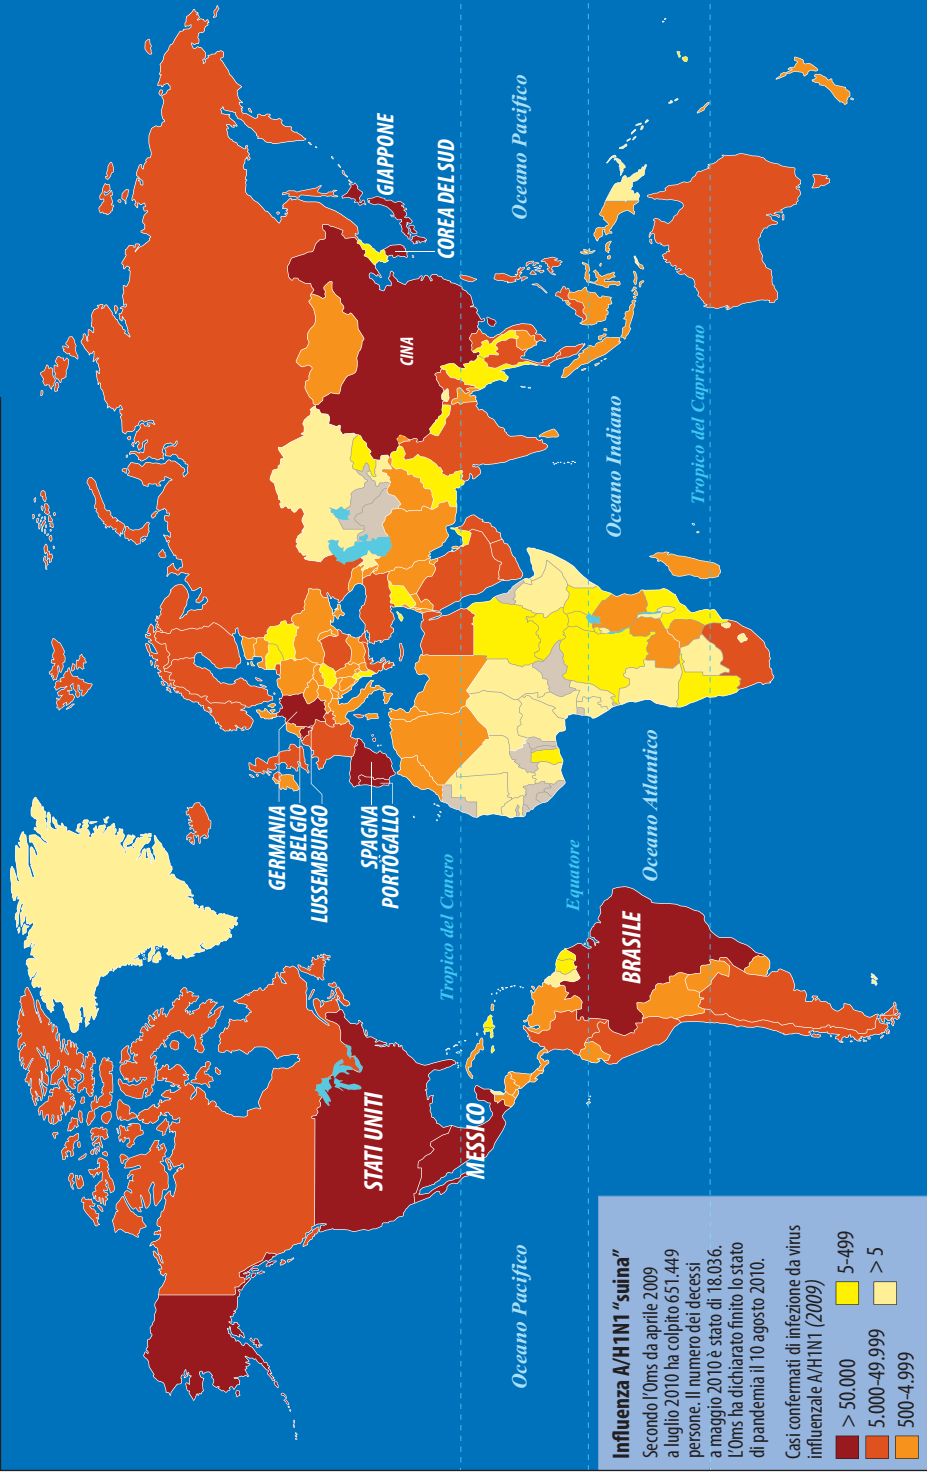 GIAPPONE
COREA DEL SUD
CINA
Oceano Pacifico
Oceano Indiano
Tropico del Capricorno
GERMANIA
BELGIO
LUSSEMBURGO
SPAGNA
PORTOGALLO
Tropico del Cancro
Equatore
Oceano Atlantico
STATI UNITI
MESSICO
BRASILE
Oceano Pacifico
Influenza A/H1N1 “suina”
Secondo l’Oms da aprile 2009
a luglio 2010 ha colpito 651.449
persone. Il numero dei decessi
a maggio 2010 è stato di 18.036.
L’Oms ha dichiarato finito lo stato
di pandemia il 10 agosto 2010.
Casi confermati di infezione da virus
influenzale A/H1N1 (2009)
> 50.000
5.000-49.999
500-4.999
5-499
> 5